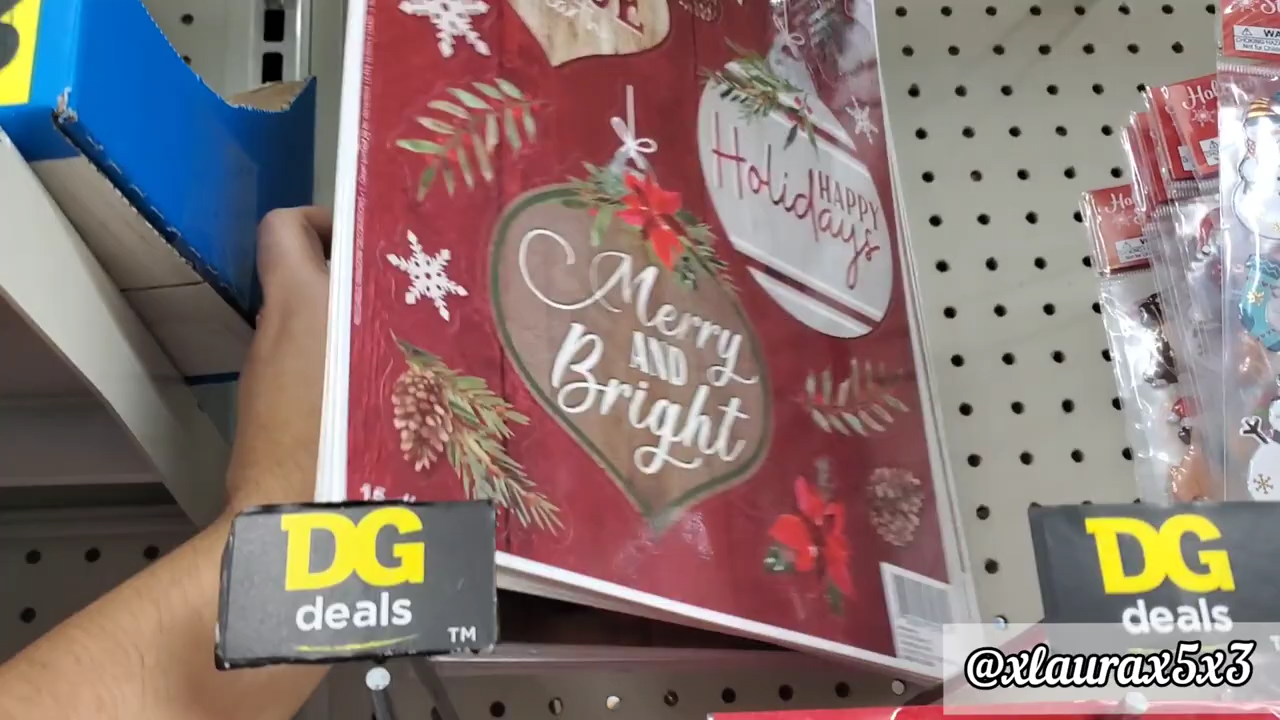 Holidays
HAPPY
Merry
AND
Bright
DG
deals
TM
DG
deals
@xlaurax5x3